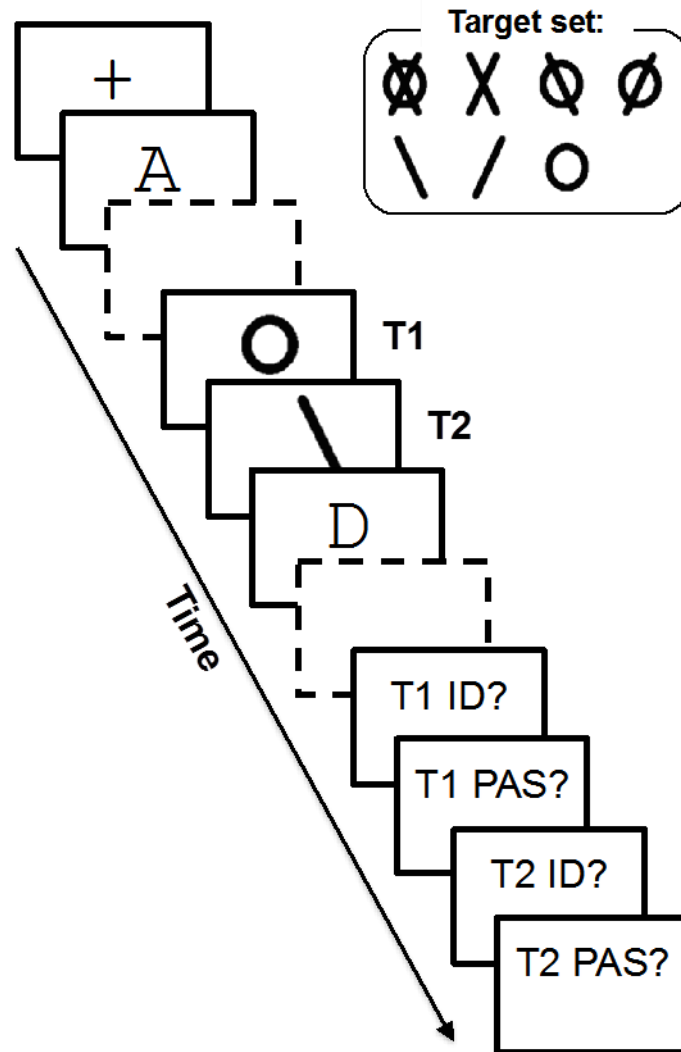 Target set:
+
A
T1
T2
D
Time
T1 ID?
T1 PAS?
T2 ID?
T2 PAS?